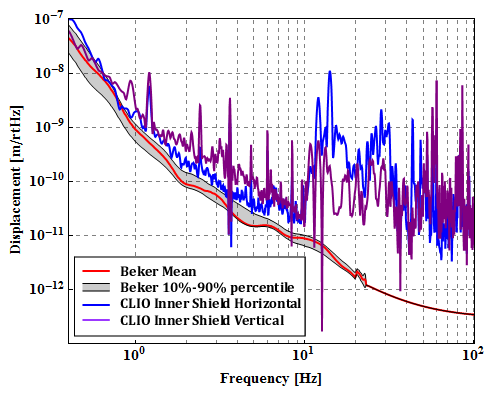 10⁻⁷
10⁻⁸
10⁻⁹
10⁻¹⁰
10⁻¹¹
10⁻¹²
Displacement [m/rtHz]
Beker Mean
Beker 10%-90% percentile
CLIO Inner Shield Horizontal
CLIO Inner Shield Vertical
10⁰ 10¹ 10²
Frequency [Hz]